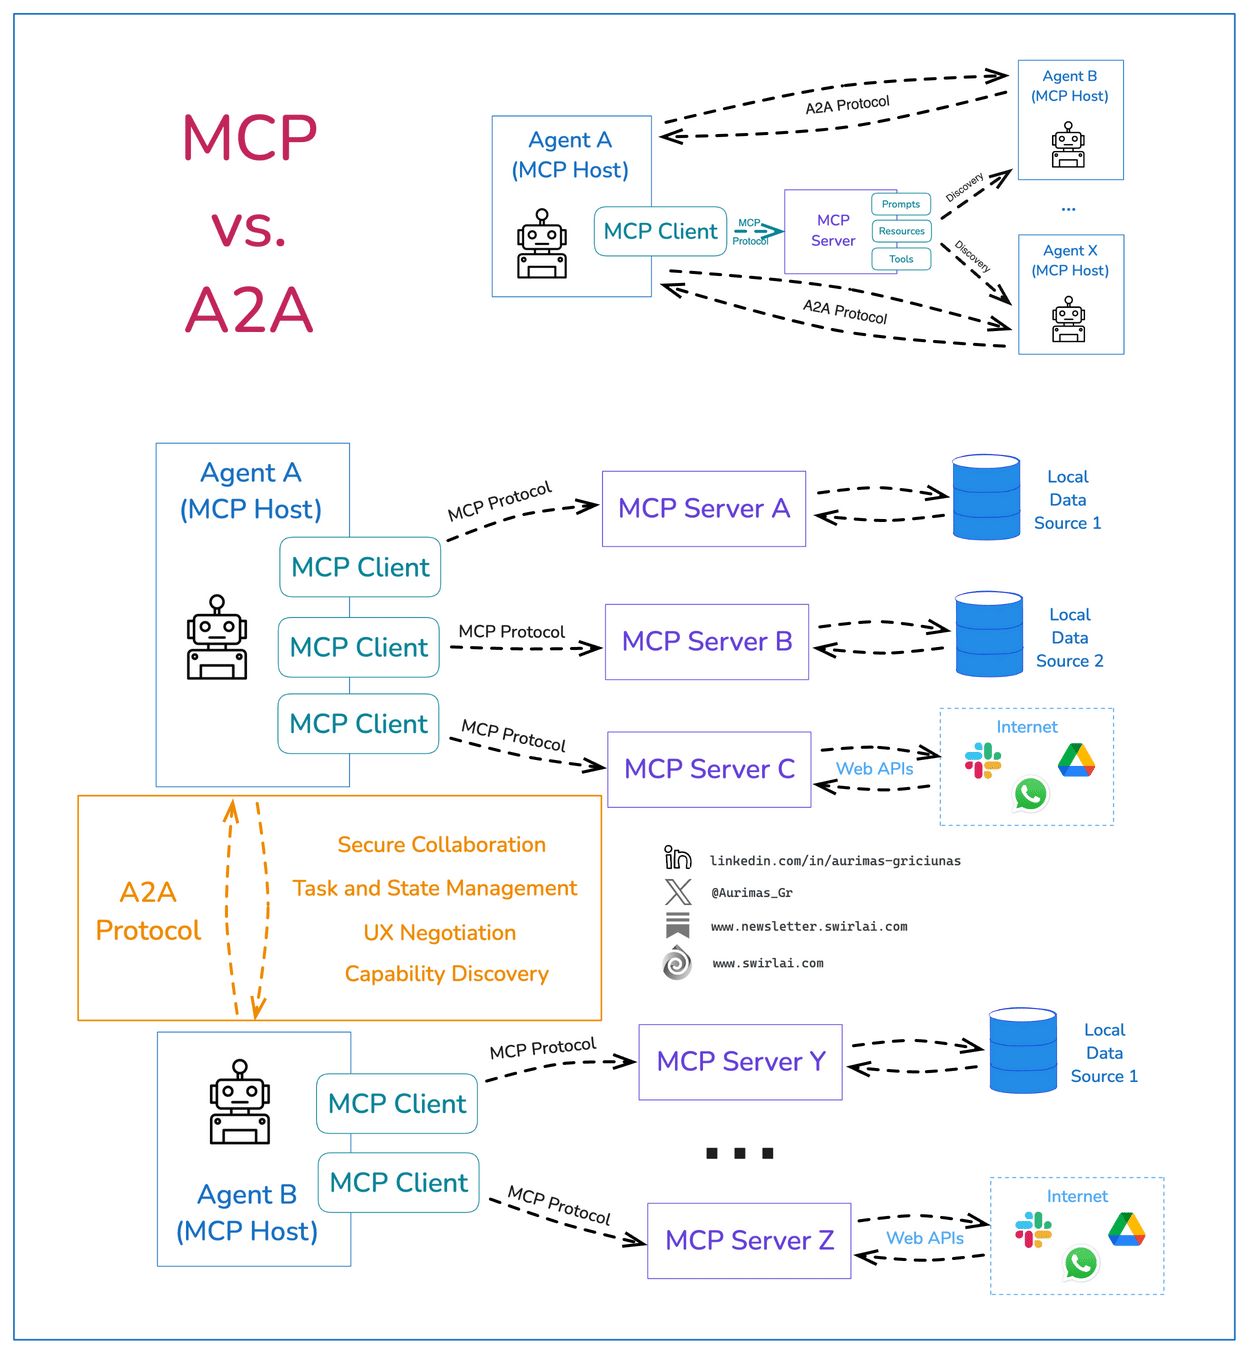 MCP
vs.
A2A
Agent A
(MCP Host)
MCP Client
A2A Protocol
MCP
Protocol
MCP
Server
Prompts
Resources
Tools
Discovery
Discovery
A2A Protocol
Agent B
(MCP Host)
...
Agent X
(MCP Host)
Agent A
(MCP Host)
MCP Client
MCP Client
MCP Client
MCP Protocol
MCP Server A
Local
Data
Source 1
MCP Protocol
MCP Server B
Local
Data
Source 2
MCP Protocol
MCP Server C
Web APIs
Internet
A2A
Protocol
Secure Collaboration
Task and State Management
UX Negotiation
Capability Discovery
in
linkedin.com/in/aurimas-griciunas
@Aurimas_Gr
www.newsletter.swirlai.com
www.swirlai.com
MCP Client
MCP Client
Agent B
(MCP Host)
MCP Protocol
MCP Server Y
Local
Data
Source 1
...
MCP Protocol
MCP Server Z
Web APIs
Internet